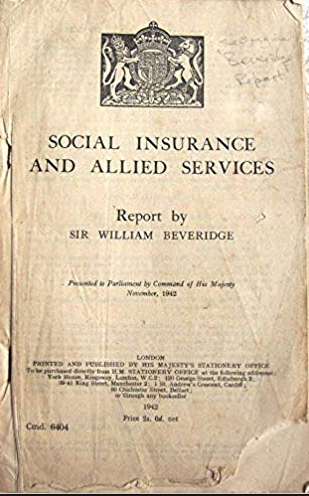 Beveridge
Report
SOCIAL INSURANCE
AND ALLIED SERVICES
Report by
SIR WILLIAM BEVERIDGE
Presented to Parliament by Command of His Majesty
November, 1942
LONDON
PRINTED AND PUBLISHED BY HIS MAJESTY'S STATIONERY OFFICE
To be purchased directly from H.M. STATIONERY OFFICE at the following addresses:
York House, Kingsway, London, W.C.2; 120 George Street, Edinburgh 2;
39-41 King Street, Manchester 2; 1 St. Andrew's Crescent, Cardiff;
80 Chichester Street, Belfast;
or through any bookseller
1942
Price 2s. 0d. net
Cmd. 6404